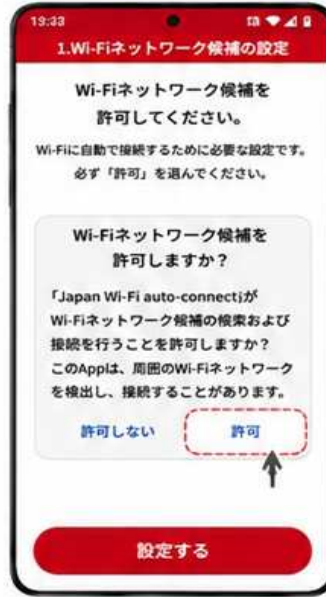 19:33
1.Wi-Fiネットワーク候補の設定
Wi-Fiネットワーク候補を
許可してください。
Wi-Fiに自動で接続するために必要な設定です。
必ず「許可」を選んでください。
Wi-Fiネットワーク候補を
許可しますか？
「Japan Wi-Fi auto-connect」が
Wi-Fiネットワーク候補の検索および
接続を行うことを許可しますか？
このAppは、周囲のWi-Fiネットワーク
を検出し、接続することがあります。
許可しない 許可
設定する